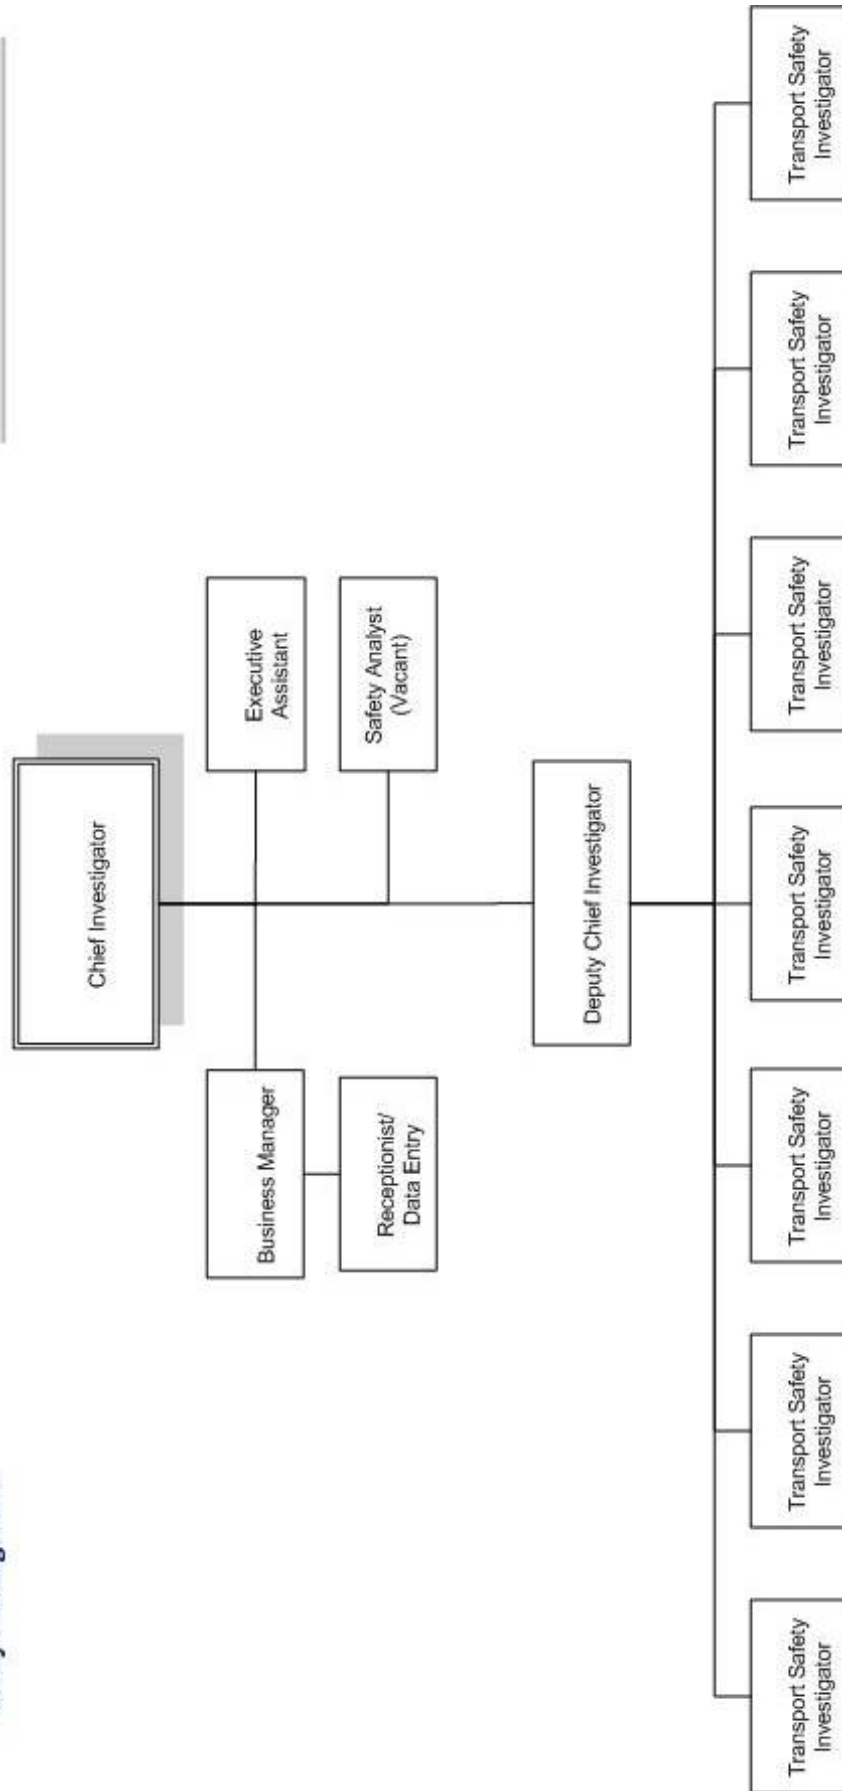 Chief Investigator
Business Manager
Executive
Assistant
Receptionist/
Data Entry
Safety Analyst
(Vacant)
Deputy Chief Investigator
Transport Safety
Investigator
Transport Safety
Investigator
Transport Safety
Investigator
Transport Safety
Investigator
Transport Safety
Investigator
Transport Safety
Investigator
Transport Safety
Investigator